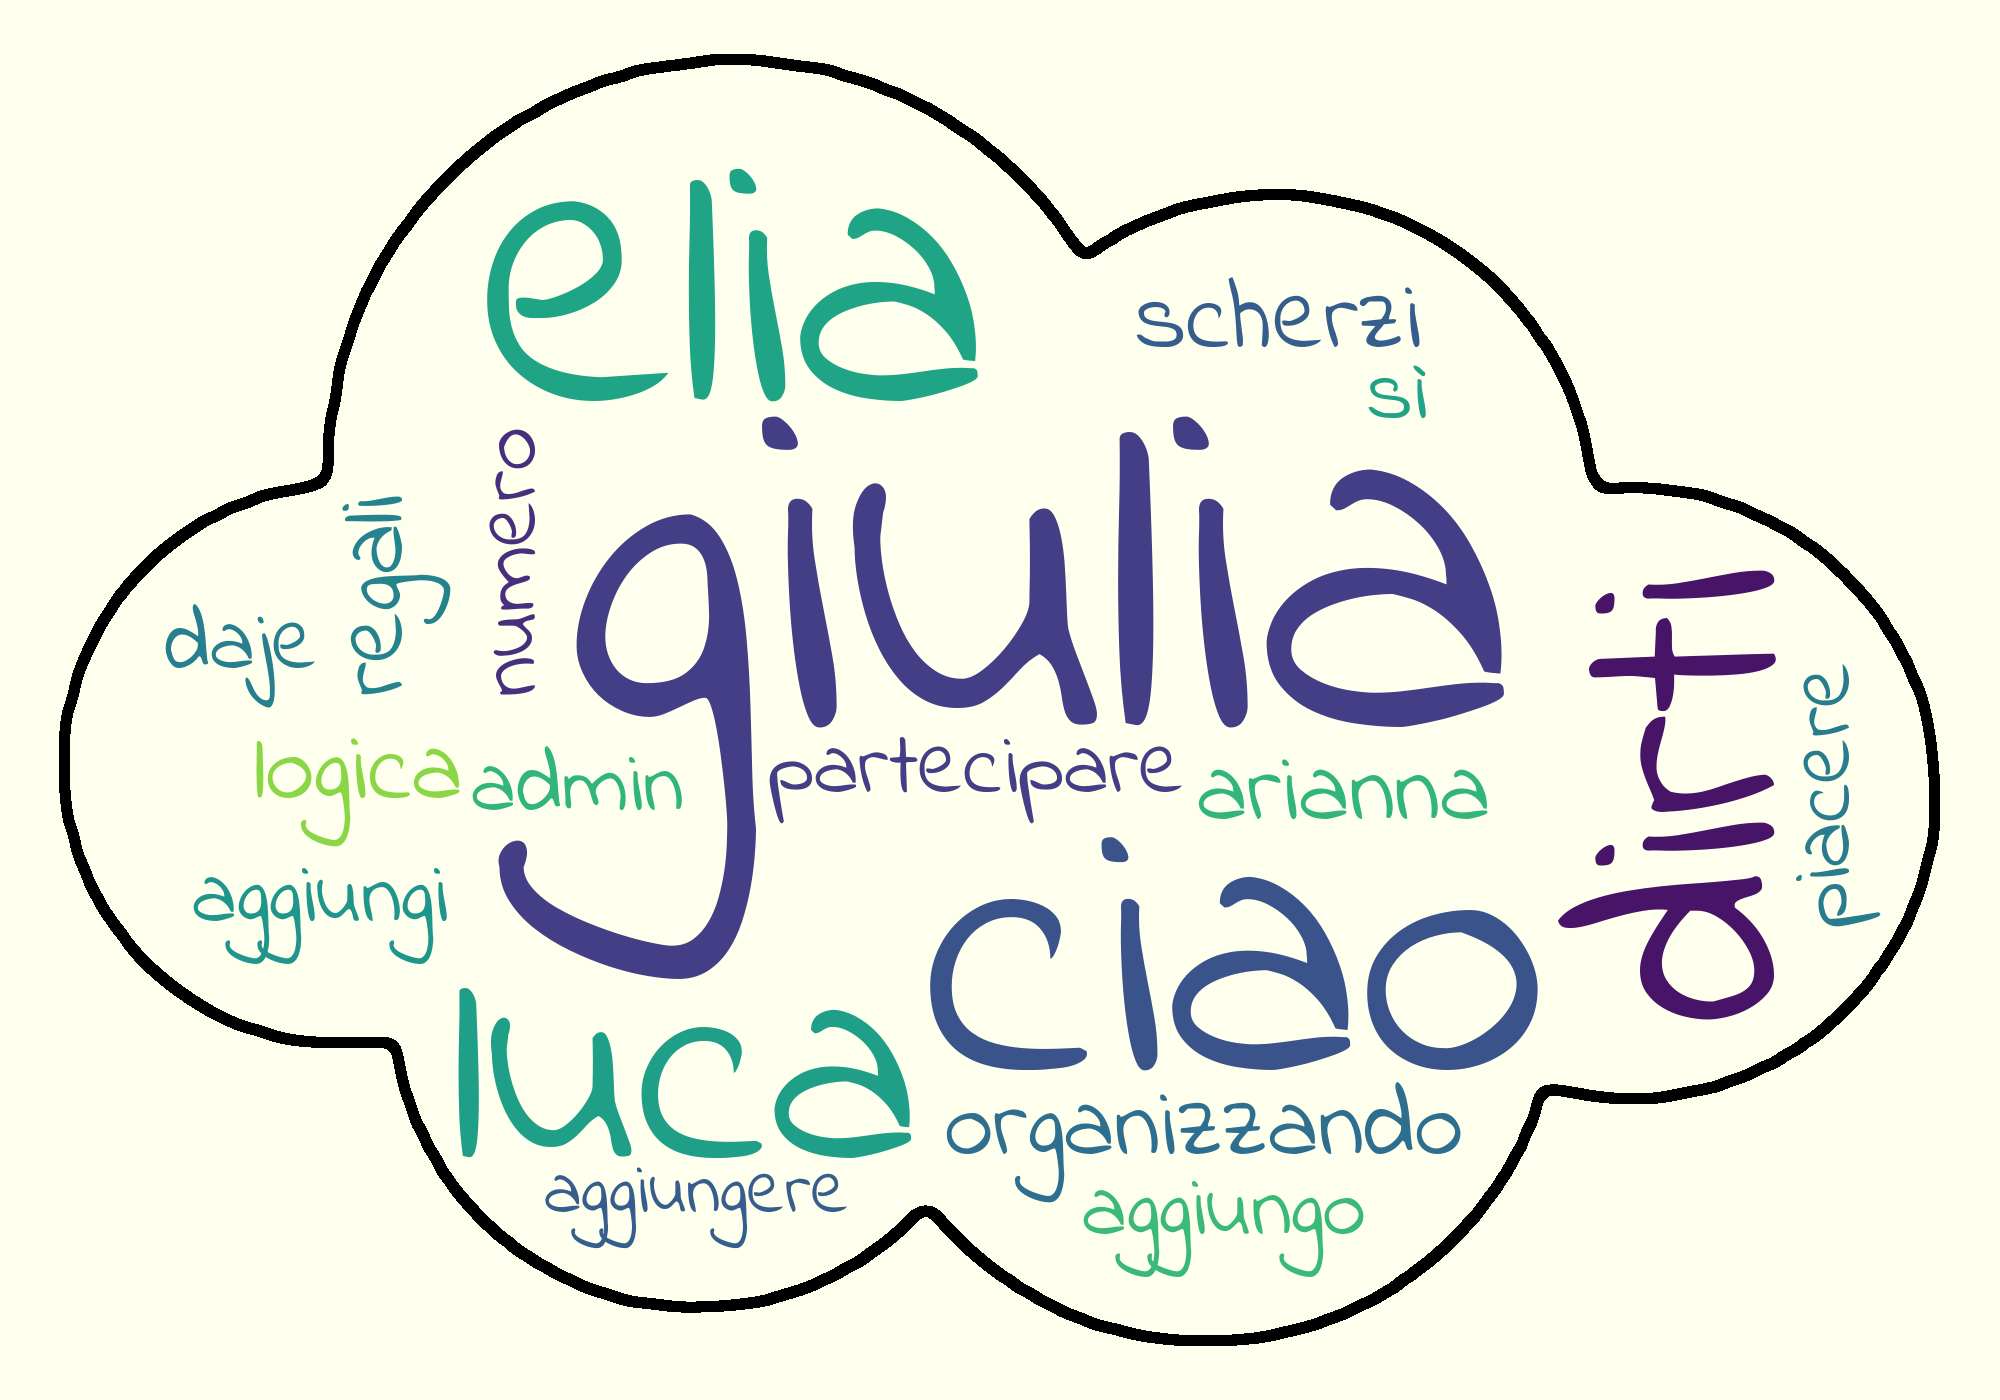 elia
scherzi
sì
numero
giulia
regali
daje
dirti
piacere
logica
admin
partecipare
arianna
aggiungi
ciao
luca
organizzando
aggiungere
aggiungo